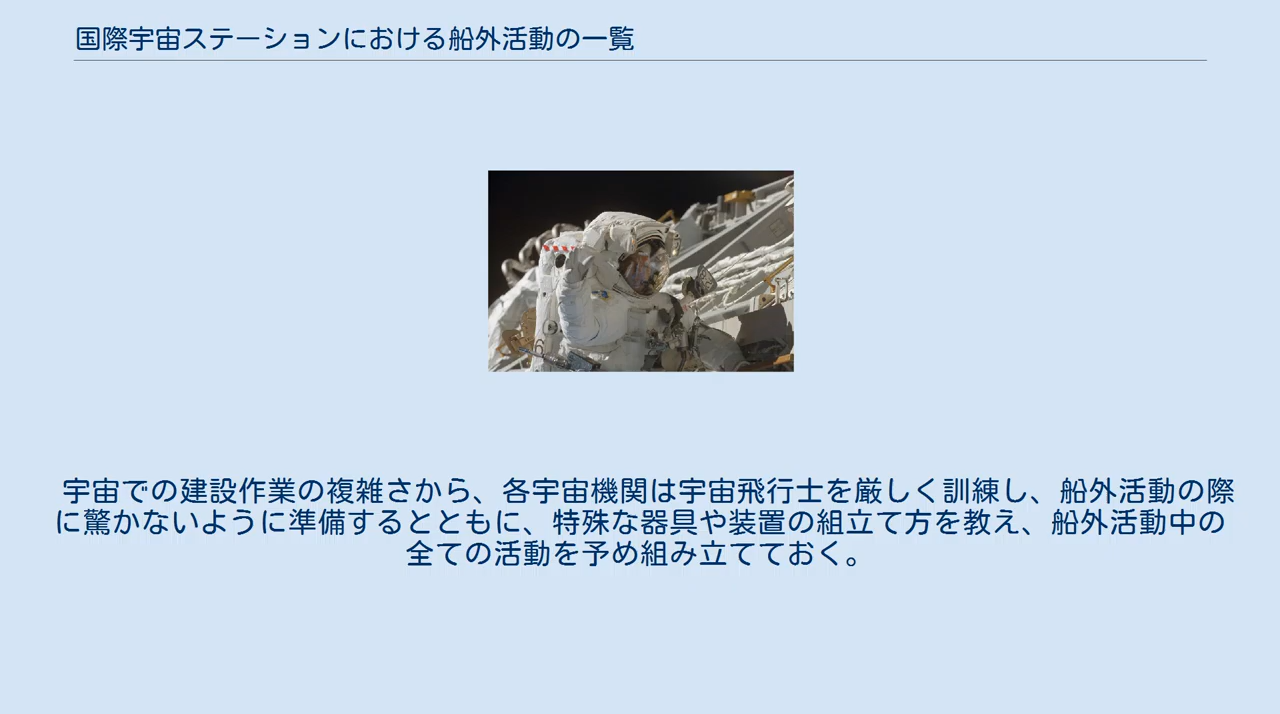 国際宇宙ステーションにおける船外活動の一覧
宇宙での建設作業の複雑さから、各宇宙機関は宇宙飛行士を厳しく訓練し、船外活動の際
に驚かないように準備するとともに、特殊な器具や装置の組立て方を教え、船外活動中の
全ての活動を予め組み立てておく。